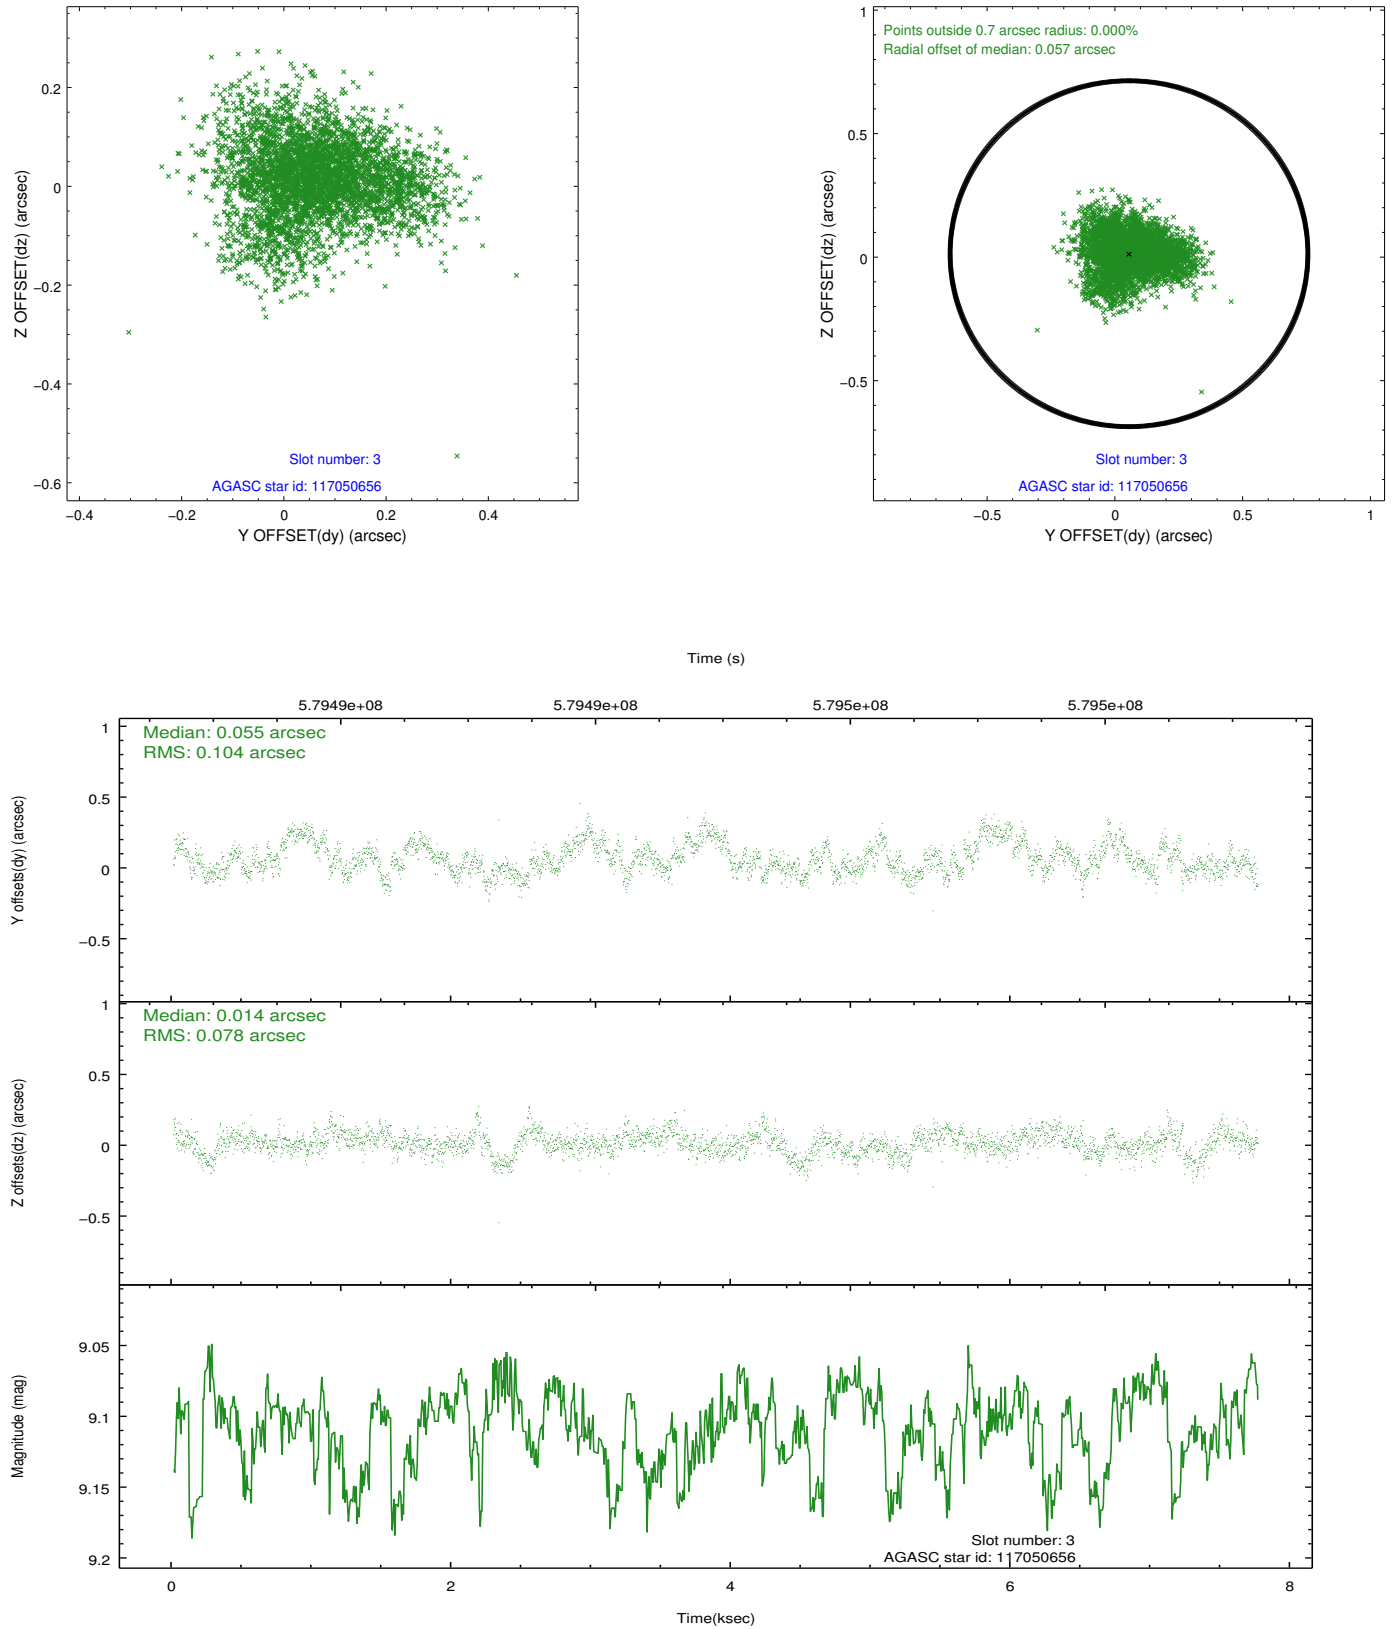 0.2
0
−0.2
−0.4
−0.6
Z OFFSET(dz) (arcsec)
Slot number: 3
AGASC star id: 117050656
−0.4 −0.2 0 0.2 0.4
Y OFFSET(dy) (arcsec)
Points outside 0.7 arcsec radius: 0.000%
Radial offset of median: 0.057 arcsec
1
0.5
0
−0.5
Z OFFSET(dz) (arcsec)
Slot number: 3
AGASC star id: 117050656
−0.5 0 0.5 1
Y OFFSET(dy) (arcsec)
Time (s)
5.7949e+08 5.7949e+08 5.795e+08 5.795e+08
Median: 0.055 arcsec
RMS: 0.104 arcsec
1
0.5
0
−0.5
Y offsets(dy) (arcsec)
Median: 0.014 arcsec
RMS: 0.078 arcsec
1
0.5
0
−0.5
Z offsets(dz) (arcsec)
9.05
9.1
9.15
9.2
Magnitude (mag)
Slot number: 3
AGASC star id: 117050656
0 2 4 6 8
Time(ksec)